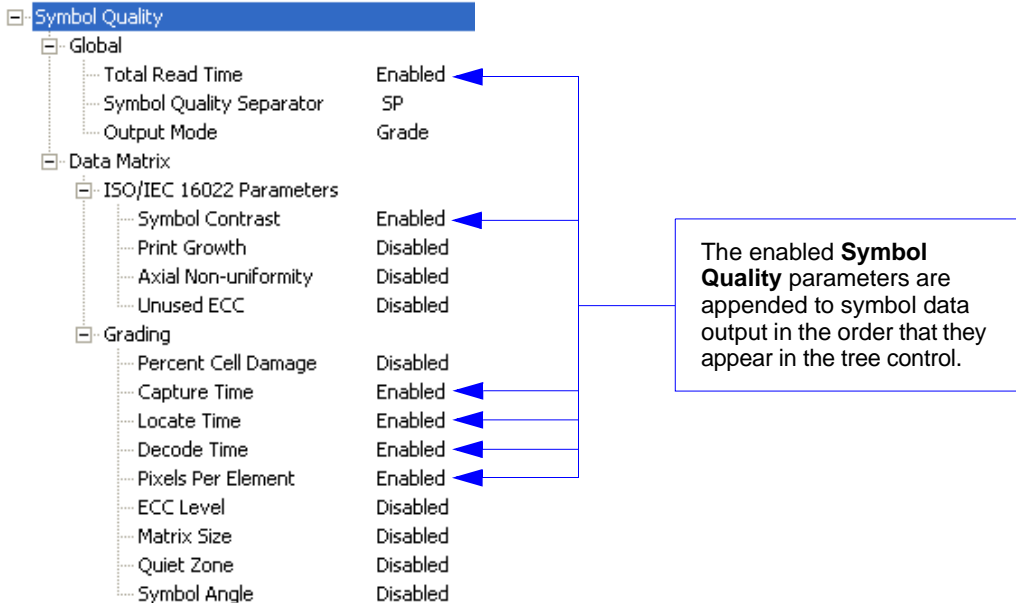 Symbol Quality
Global
Total Read Time Enabled
Symbol Quality Separator SP
Output Mode Grade
Data Matrix
ISO/IEC 16022 Parameters
Symbol Contrast Enabled
Print Growth Disabled
Axial Non-uniformity Disabled
Unused ECC Disabled
Grading
Percent Cell Damage Disabled
Capture Time Enabled
Locate Time Enabled
Decode Time Enabled
Pixels Per Element Enabled
ECC Level Disabled
Matrix Size Disabled
Quiet Zone Disabled
Symbol Angle Disabled
The enabled Symbol
Quality parameters are
appended to symbol data
output in the order that they
appear in the tree control.